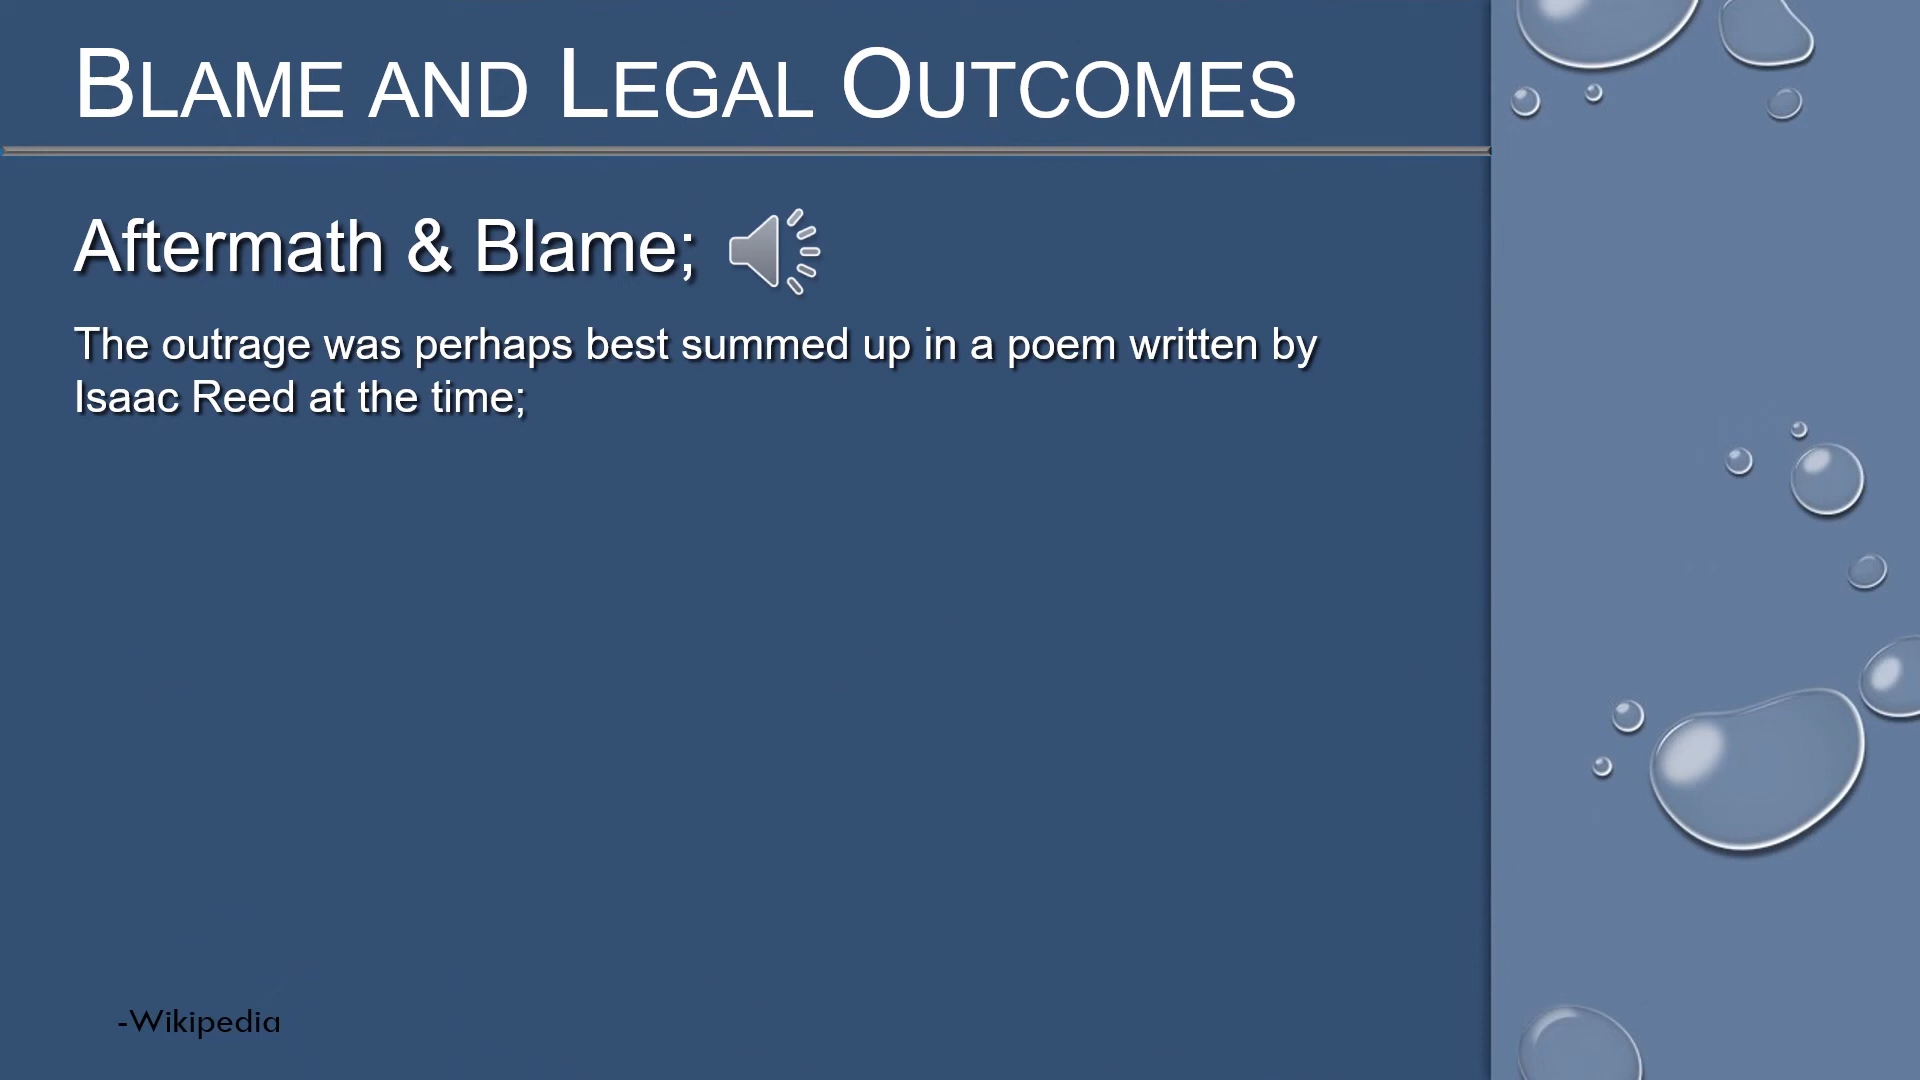 BLAME AND LEGAL OUTCOMES
Aftermath & Blame;
The outrage was perhaps best summed up in a poem written by
Isaac Reed at the time;
-Wikipedia